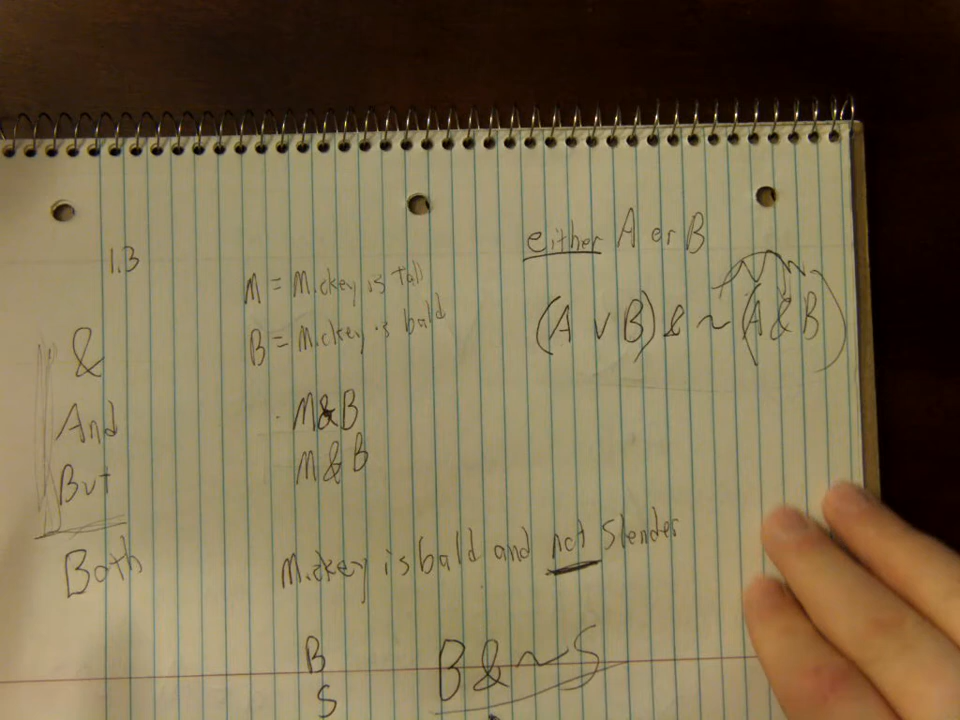 1.3
&
And
But
Both
M = Mickey is tall
B = Mickey is bald
M&B
M&B
either A or B
(A v B) & ~ (A & B)
Mickey is bald and not Slender
B
S
B & ~ S